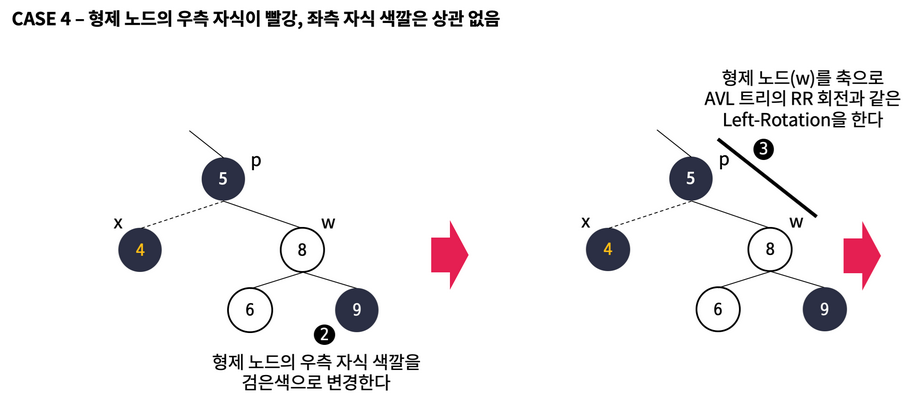 CASE 4 – 형제 노드의 우측 자식이 빨강, 좌측 자식 색깔은 상관 없음
5
p
x
4
w
8
6
9
2
형제 노드의 우측 자식 색깔을
검은색으로 변경한다
형제 노드(w)를 축으로
AVL 트리의 RR 회전과 같은
Left-Rotation을 한다
3
5
p
x
4
w
8
6
9